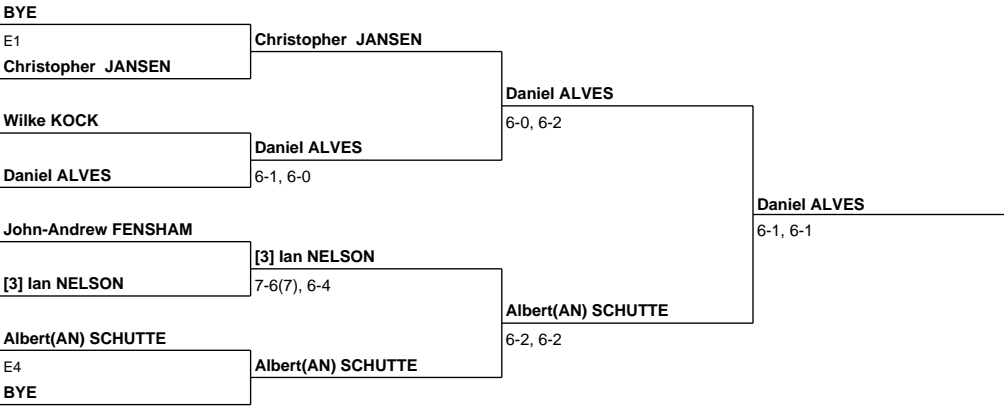 BYE
E1
Christopher JANSEN
Christopher JANSEN
Daniel ALVES
6-0, 6-2
Wilke KOCK
Daniel ALVES
6-1, 6-0
Daniel ALVES
Daniel ALVES
6-1, 6-1
John-Andrew FENSHAM
[3] Ian NELSON
7-6(7), 6-4
[3] Ian NELSON
Albert(AN) SCHUTTE
6-2, 6-2
Albert(AN) SCHUTTE
E4
Albert(AN) SCHUTTE
BYE